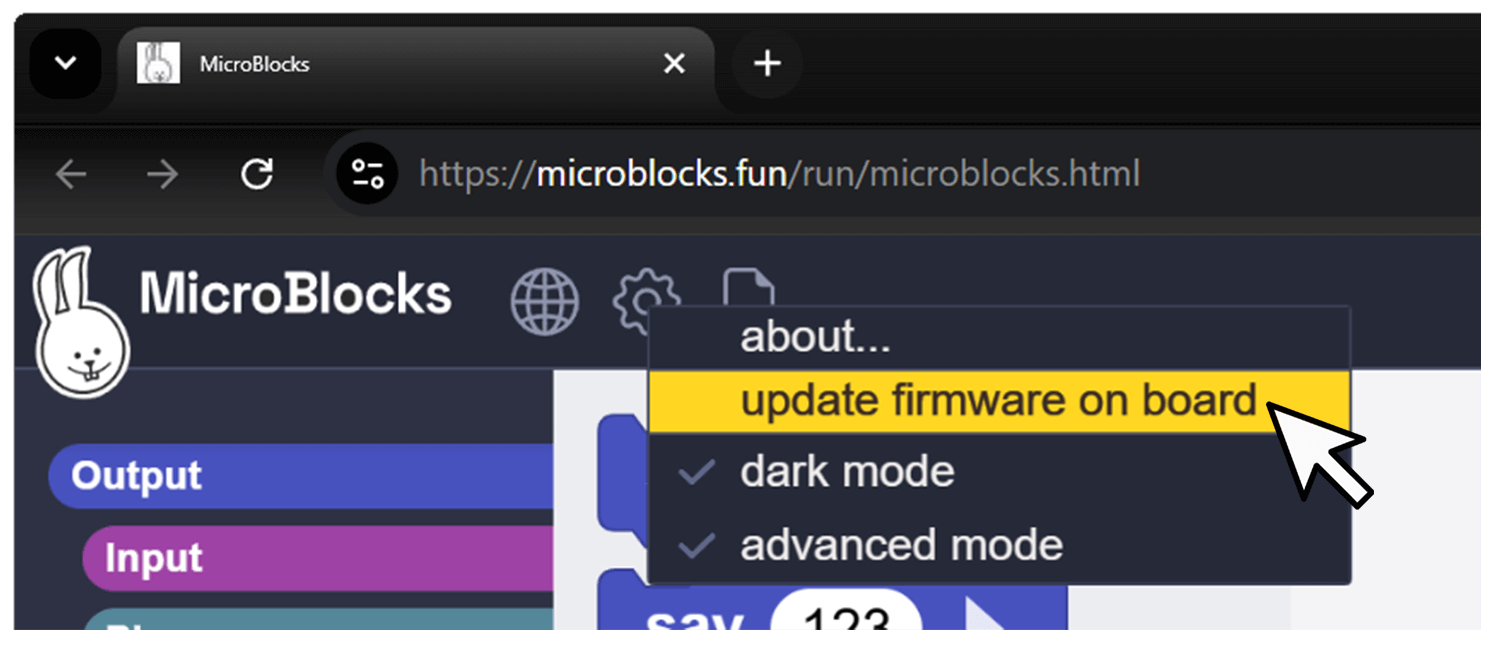 MicroBlocks
https://microblocks.fun/run/microblocks.html
MicroBlocks
about...
update firmware on board
dark mode
advanced mode
Output
Input
say 123